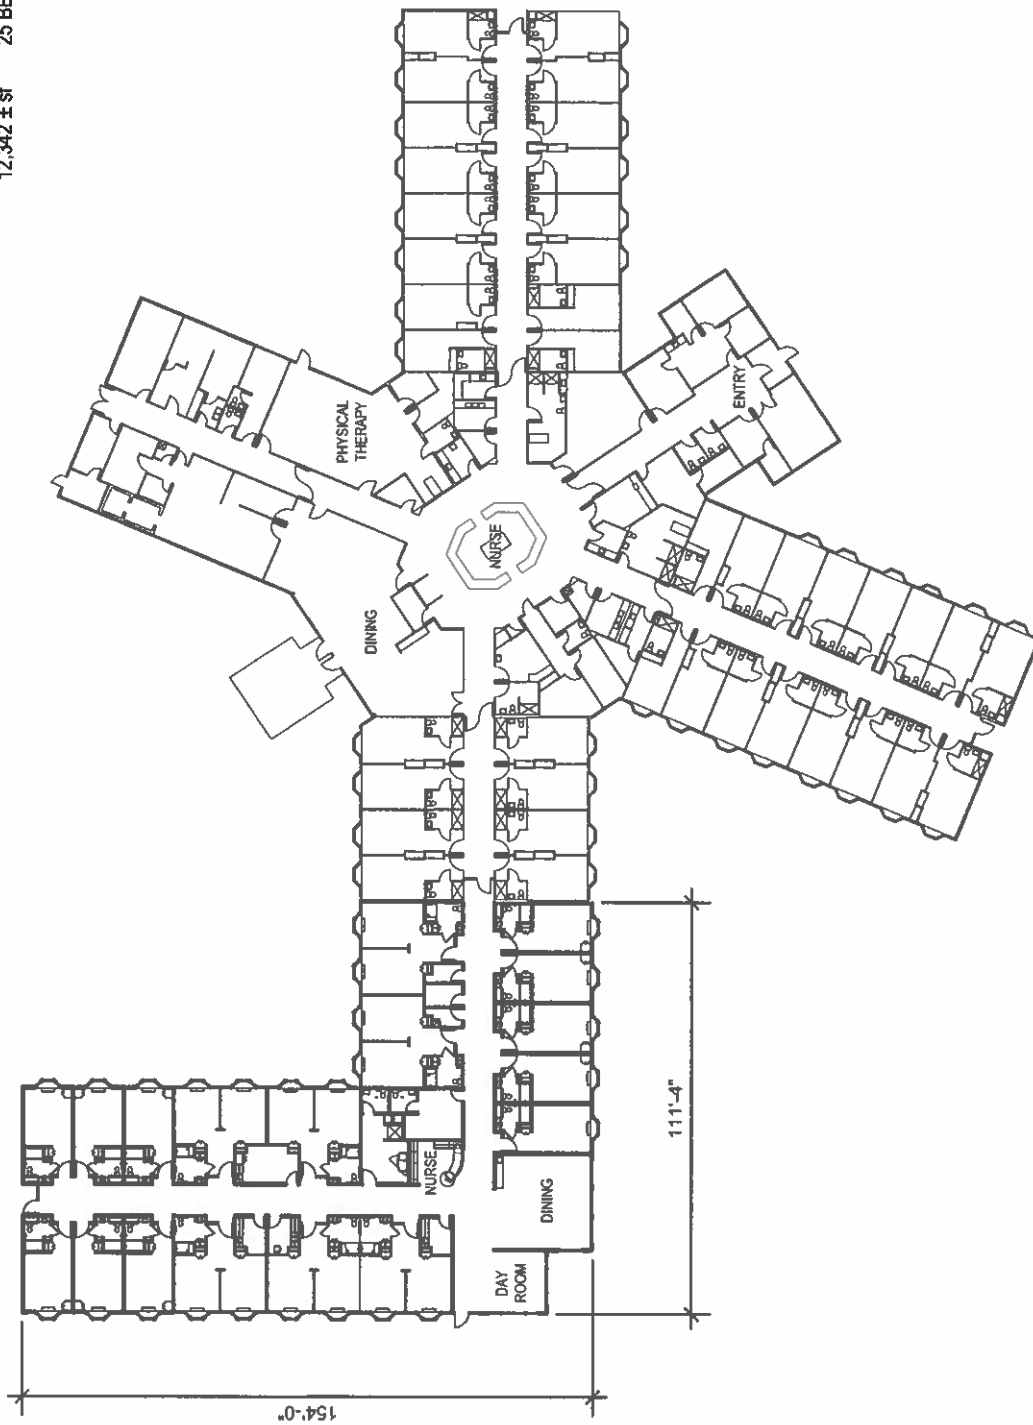 12,342 ± sf 25 BE
PHYSICAL
THERAPY
ENTRY
NURSE
DINING
NURSE
DINING
DAY
ROOM
111'-4"
154'-0"